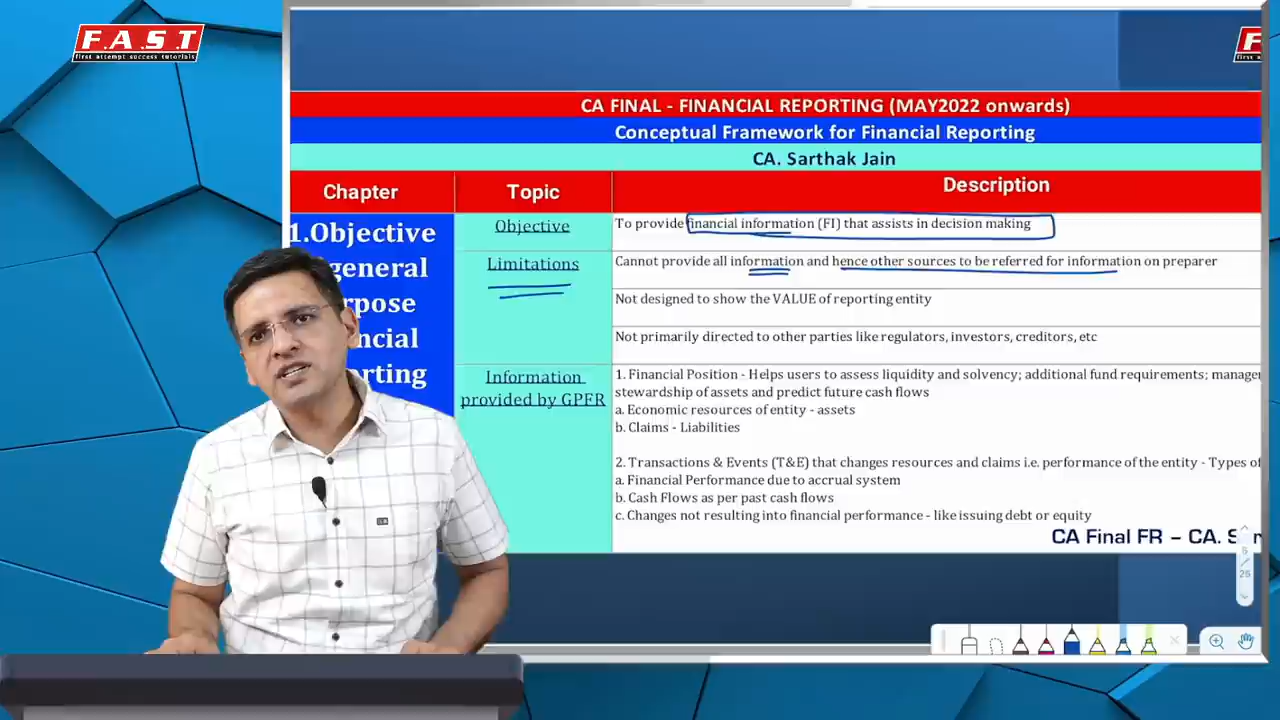 F.A.S.T
first attempt success tutorials
CA FINAL - FINANCIAL REPORTING (MAY2022 onwards)
Conceptual Framework for Financial Reporting
CA. Sarthak Jain
Chapter
Topic
Description
1.Objective
general
Objective
To provide financial information (FI) that assists in decision making
Limitations
Cannot provide all information and hence other sources to be referred for information on preparer
Not designed to show the VALUE of reporting entity
Not primarily directed to other parties like regulators, investors, creditors, etc
Information
provided by GPFR
1. Financial Position - Helps users to assess liquidity and solvency; additional fund requirements;
stewardship of assets and predict future cash flows
a. Economic resources of entity - assets
b. Claims - Liabilities
2. Transactions & Events (T&E) that changes resources and claims i.e. performance of the entity - Types of
a. Financial Performance due to accrual system
b. Cash Flows as per past cash flows
c. Changes not resulting into financial performance - like issuing debt or equity
CA Final FR – CA.
5
/
25